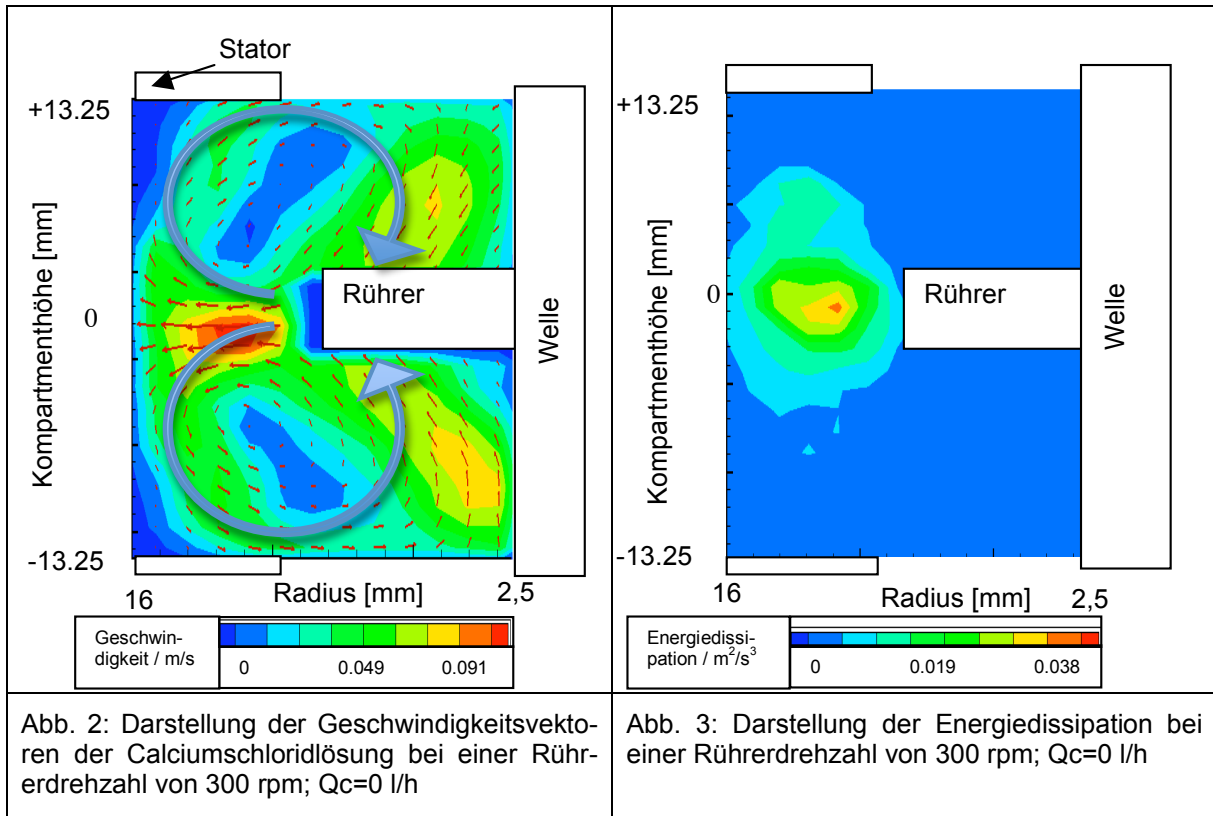 Stator
+13.25
Kompartmenthöhe [mm]
0
Rührer
Welle
-13.25
16
Radius [mm]
2,5
Geschwin-
digkeit / m/s
0
0.049
0.091
Abb. 2: Darstellung der Geschwindigkeitsvekto-
ren der Calciumschloridlösung bei einer Rühr-
erdrehzahl von 300 rpm; Qc=0 l/h
+13.25
Kompartmenthöhe [mm]
0
Rührer
Welle
-13.25
16
Radius [mm]
2,5
Energiedissi-
pation / m²/s³
0
0.019
0.038
Abb. 3: Darstellung der Energiedissipation bei
einer Rührerdrehzahl von 300 rpm; Qc=0 l/h